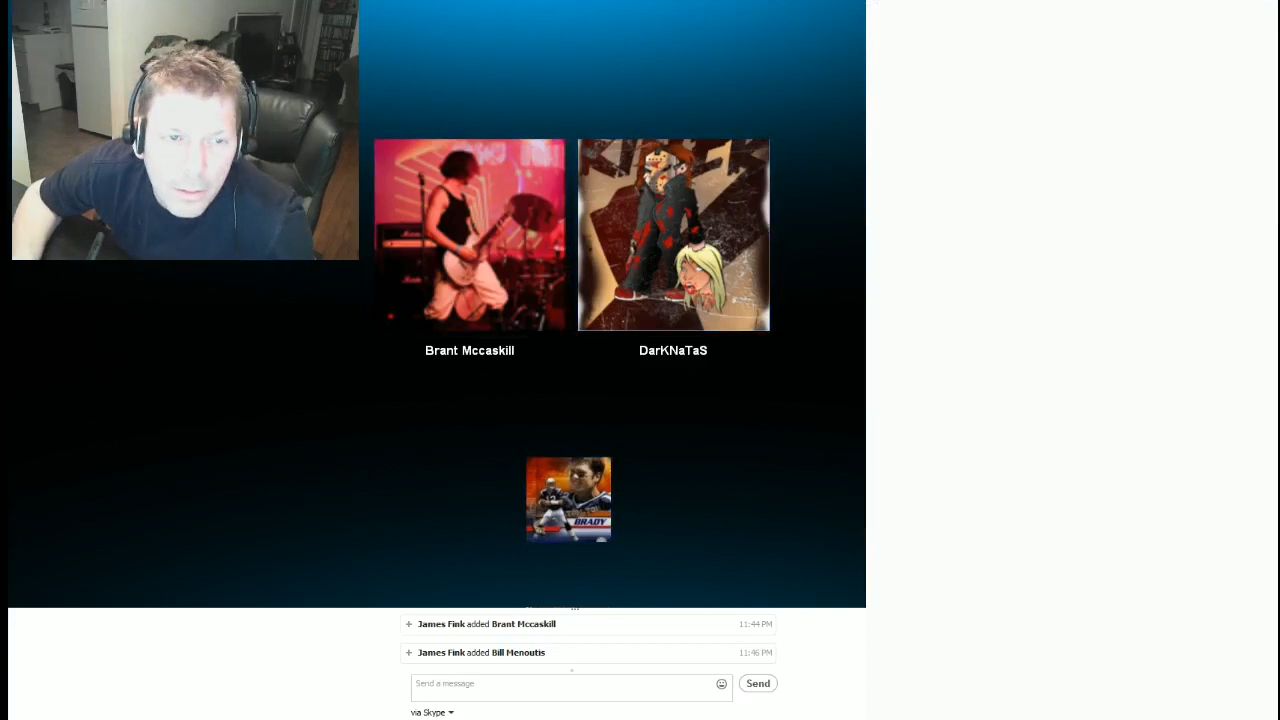 Brant Mccaskill
DarKNaTaS
BRADY
James Fink added Brant Mccaskill 11:44 PM
James Fink added Bill Menoutis 11:46 PM
Send a message
Send
via Skype